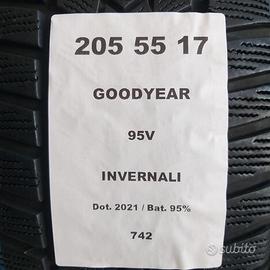 205 55 17
GOODYEAR
95V
INVERNALI
Dot. 2021 / Bat. 95%
742
subito